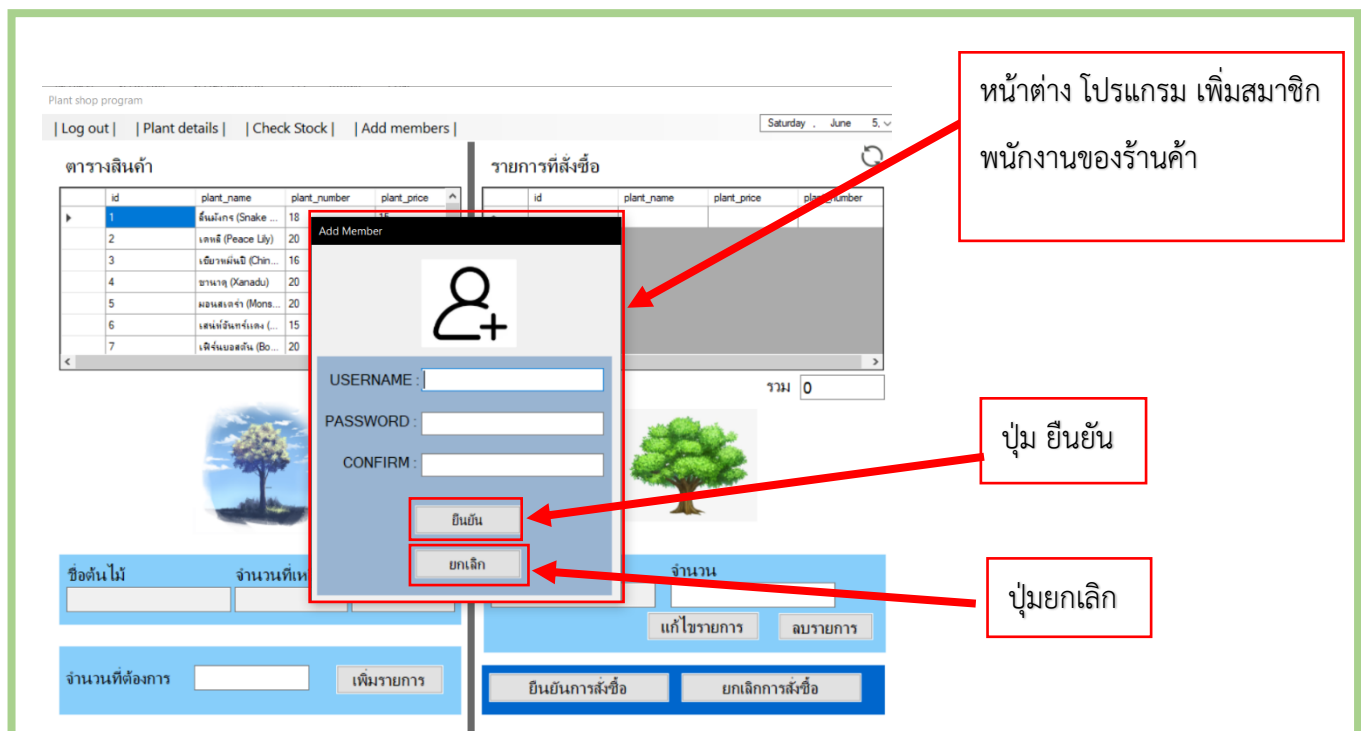 หน้าต่าง โปรแกรม เพิ่มสมาชิก
พนักงานของร้านค้า
Plant shop program
| Log out | | Plant details | | Check Stock | | Add members |
Saturday , June 5,
ตารางสินค้า
รายการที่สั่งซื้อ
id plant_name plant_number plant_price
1 ลิ้นมังกร (Snake ... 18 15
2 เดหลี (Peace Lily) 20
3 เขียวหมื่นปี (Chin... 16
4 ซานาดู (Xanadu) 20
5 มอนสเตร่า (Mons... 20
6 เสน่ห์จันทร์แดง (... 15
7 เฟิร์นบอสตัน (Bo... 20
id plant_name plant_price plant_number
Add Member
USERNAME :
PASSWORD :
CONFIRM :
ยืนยัน
ยกเลิก
รวม 0
ปุ่ม ยืนยัน
ปุ่มยกเลิก
ชื่อต้นไม้ จำนวนที่เห
จำนวน
แก้ไขรายการ ลบรายการ
จำนวนที่ต้องการ เพิ่มรายการ
ยืนยันการสั่งซื้อ ยกเลิกการสั่งซื้อ